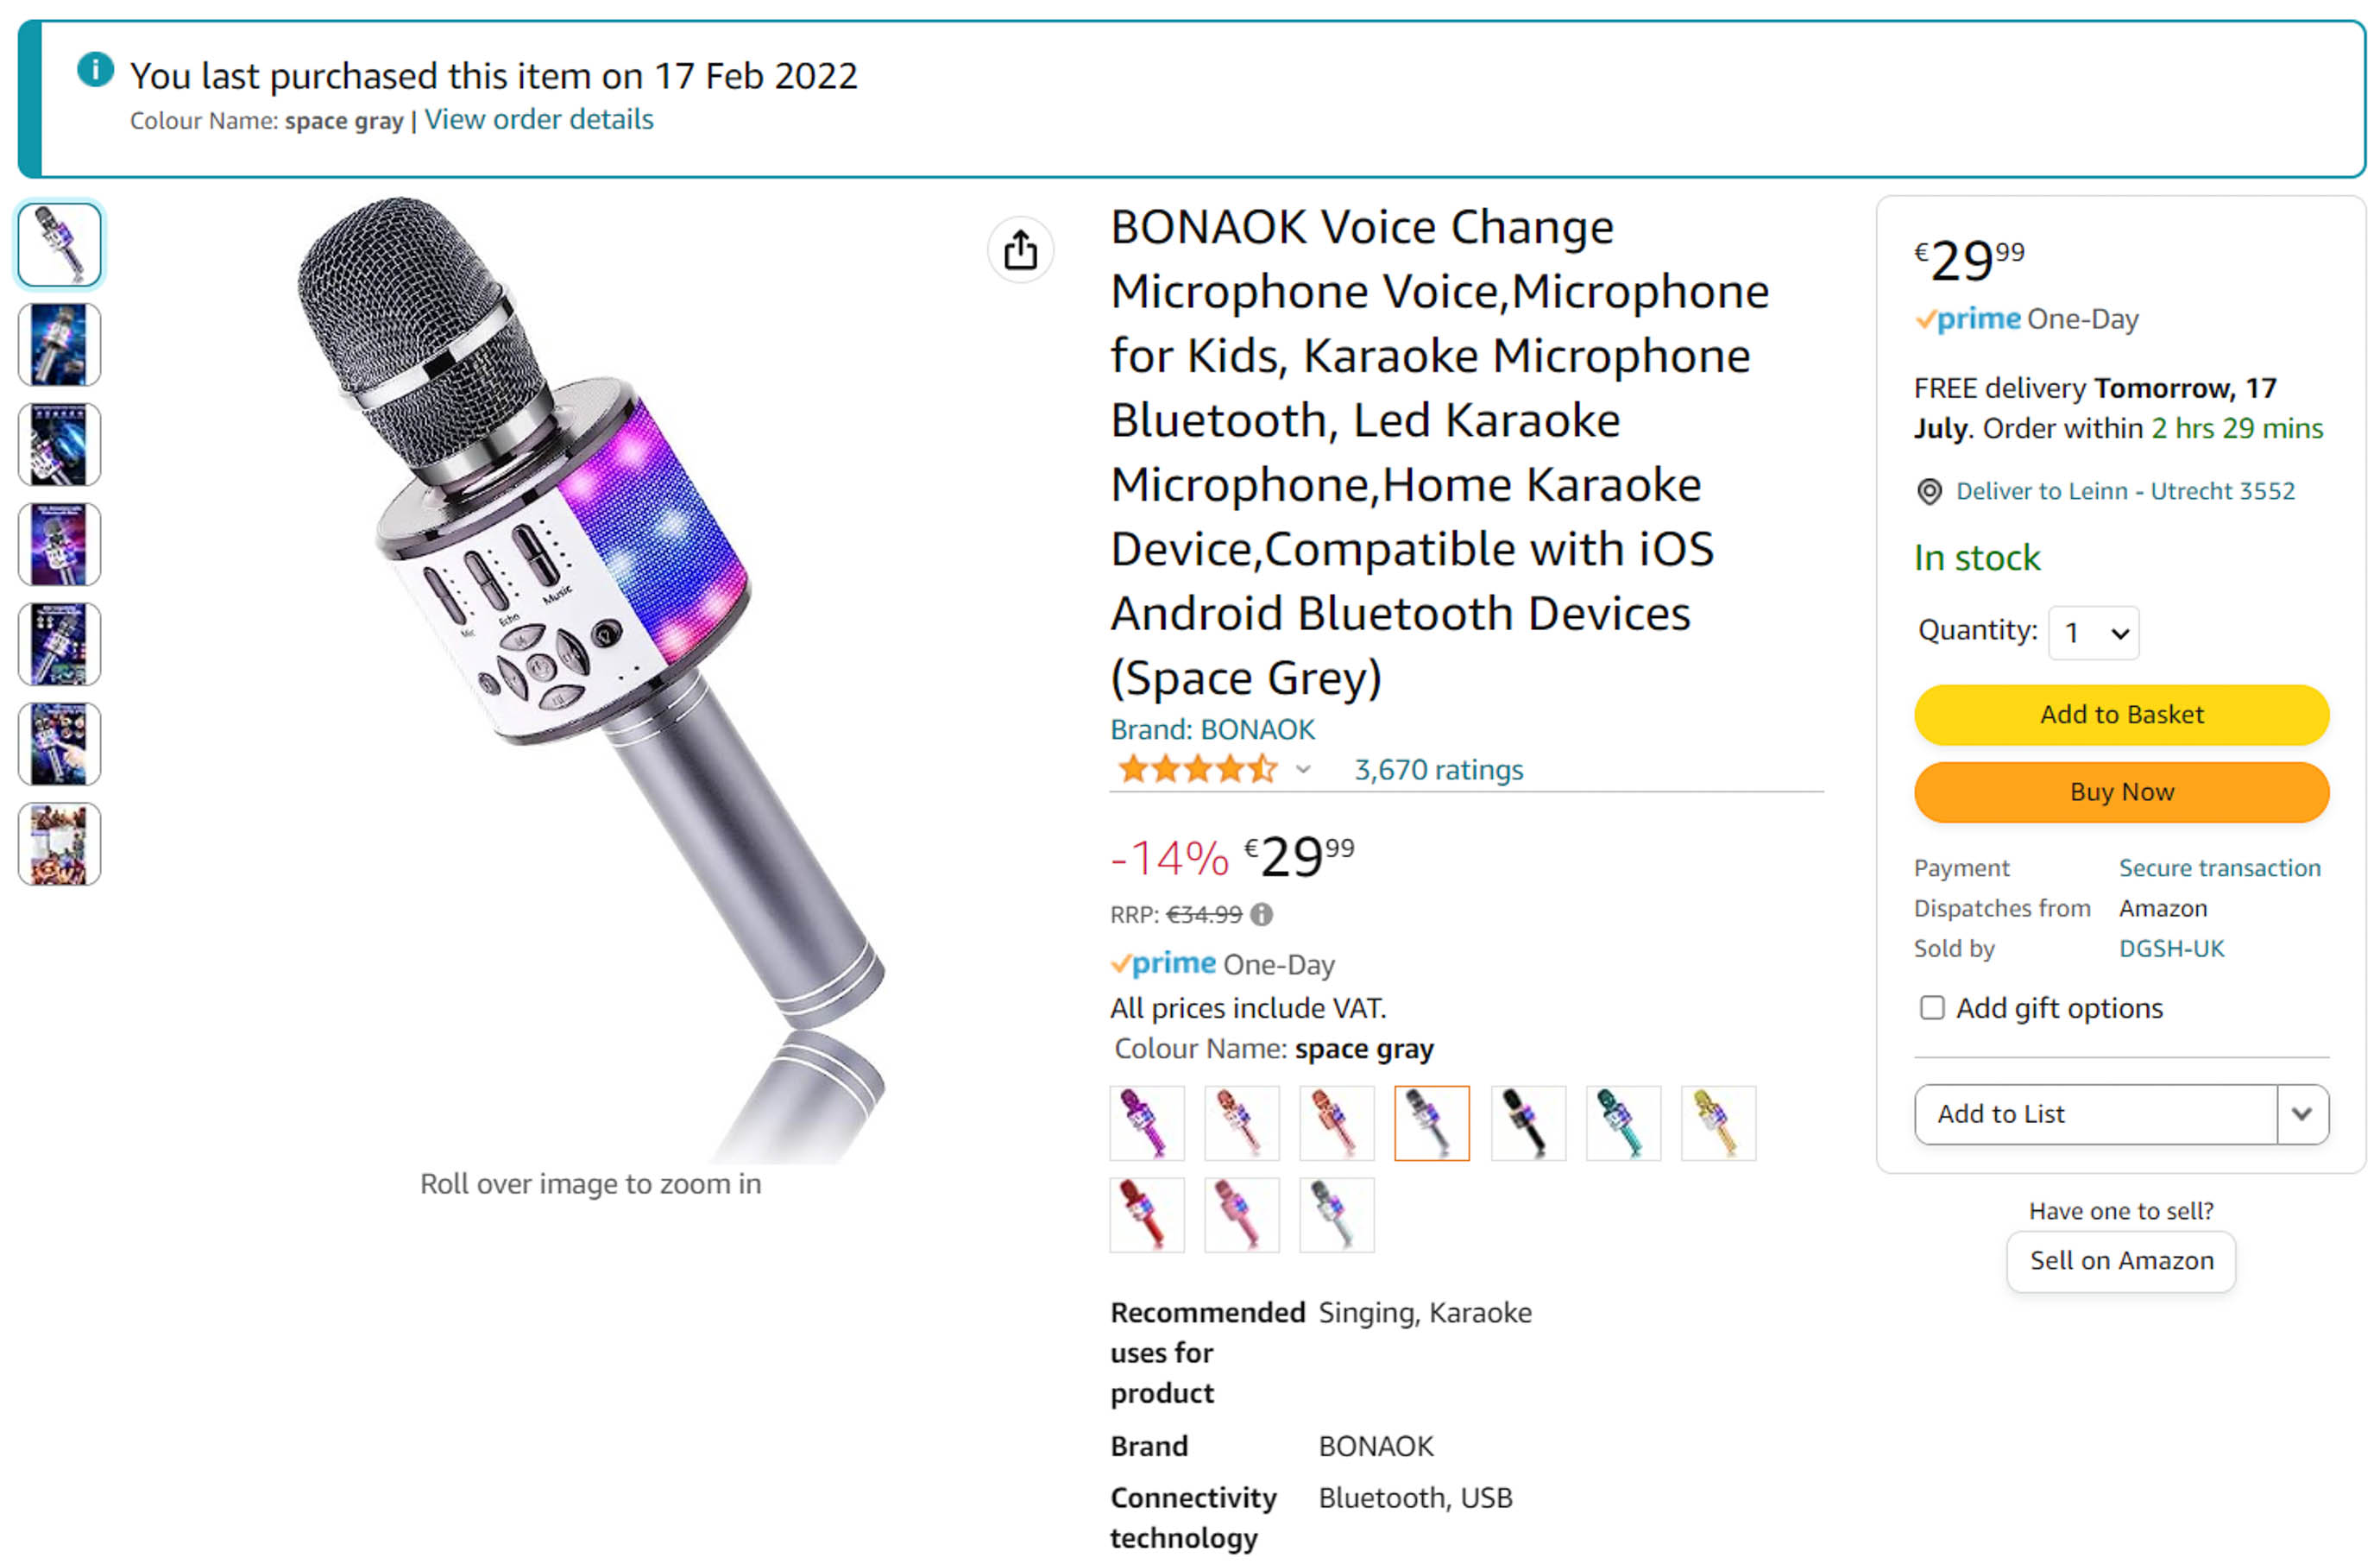 You last purchased this item on 17 Feb 2022
Colour Name: space gray | View order details
Mic
Echo
Music
Roll over image to zoom in
BONAOK Voice Change
Microphone Voice,Microphone
for Kids, Karaoke Microphone
Bluetooth, Led Karaoke
Microphone,Home Karaoke
Device,Compatible with iOS
Android Bluetooth Devices
(Space Grey)
Brand: BONAOK
3,670 ratings
-14% €29⁹⁹
RRP: €34.99
prime One-Day
All prices include VAT.
Colour Name: space gray
Recommended uses for product Singing, Karaoke
Brand BONAOK
Connectivity technology Bluetooth, USB
€29⁹⁹
prime One-Day
FREE delivery Tomorrow, 17
July. Order within 2 hrs 29 mins
Deliver to Leinn - Utrecht 3552
In stock
Quantity: 1
Add to Basket
Buy Now
Payment Secure transaction
Dispatches from Amazon
Sold by DGSH-UK
Add gift options
Add to List
Have one to sell?
Sell on Amazon